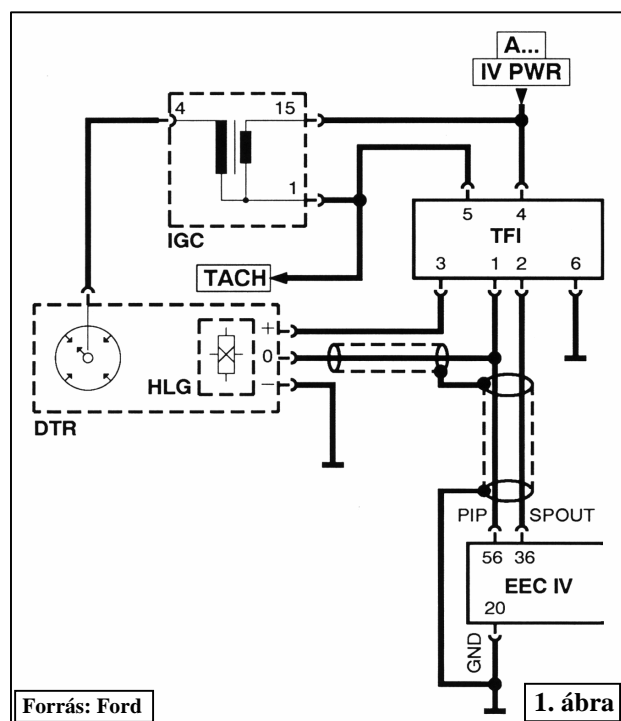 A...
IV PWR
4
15
1
IGC
5
4
TFI
3
1
2
6
TACH
+
0
−
HLG
DTR
PIP
SPOUT
56
36
EEC IV
20
GND
Forrás: Ford
1. ábra